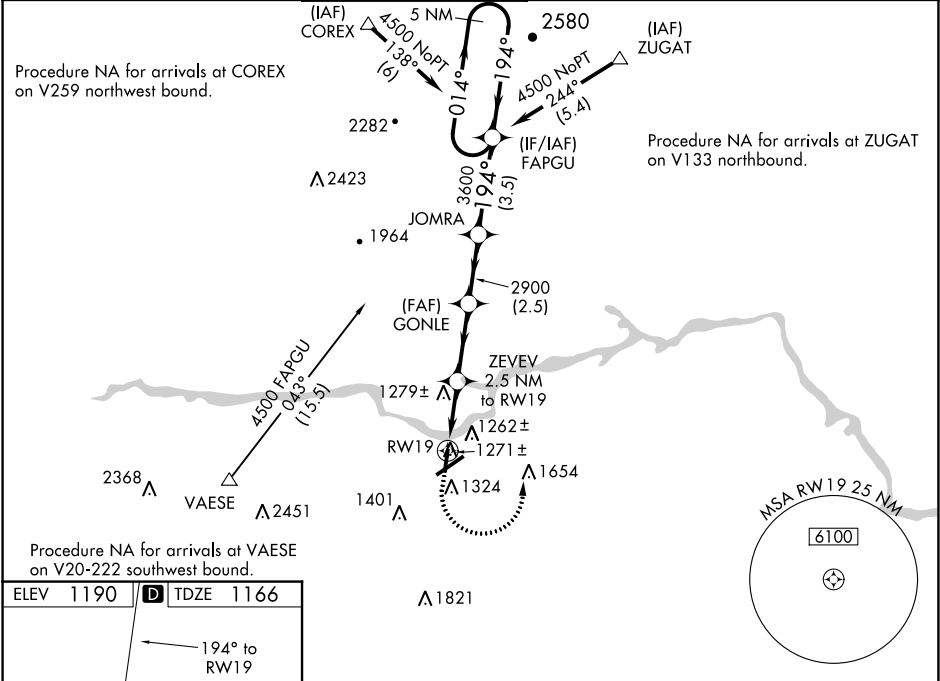 (IAF)
COREX
4500 NoPT
138°
(6)
5 NM
014°
194°
2580
(IAF)
ZUGAT
4500 NoPT
244°
(5.4)
Procedure NA for arrivals at COREX
on V259 northwest bound.
2282
(IF/IAF)
FAPGU
Procedure NA for arrivals at ZUGAT
on V133 northbound.
2423
3600
194°
(3.5)
JOMRA
1964
2900
(2.5)
(FAF)
GONLE
4500 FAPGU
043°
(15.5)
ZEVEV
2.5 NM
to RW19
1279±
1262±
RW19
1271±
1654
2368
VAESE
2451
1401
1324
MSA RW19 25 NM
6100
Procedure NA for arrivals at VAESE
on V20-222 southwest bound.
ELEV 1190 D TDZE 1166
1821
194° to
RW19